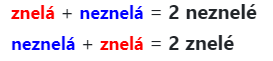 znelá + neznelá = 2 neznelé
neznelá + znelá = 2 znelé